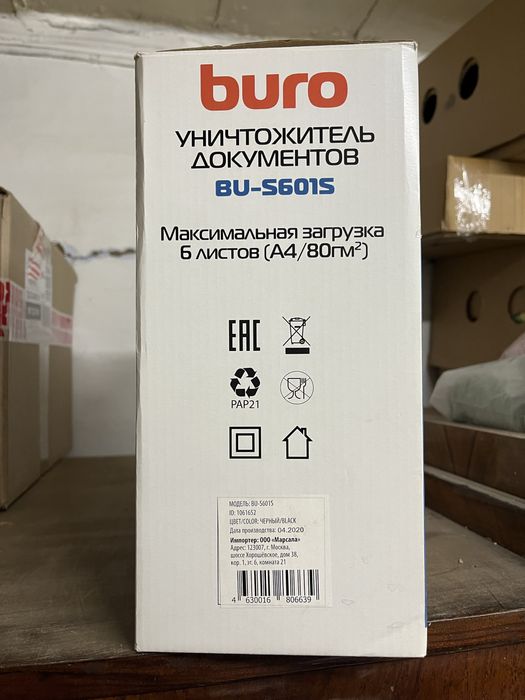 buro
УНИЧТОЖИТЕЛЬ
ДОКУМЕНТОВ
BU-S601S
Максимальная загрузка
6 листов (А4/80гм²)
EAC
PAP21
МОДЕЛЬ: BU-S601S
ID: 1061652
ЦВЕТ/COLOR: ЧЕРНЫЙ/BLACK
Дата производства: 04.2020
Импортер: ООО «Марсала»
Адрес: 123007, г. Москва,
шоссе Хорошёвское, дом 38,
кор. 1, эт. 6, комната 21
4 630016 806639